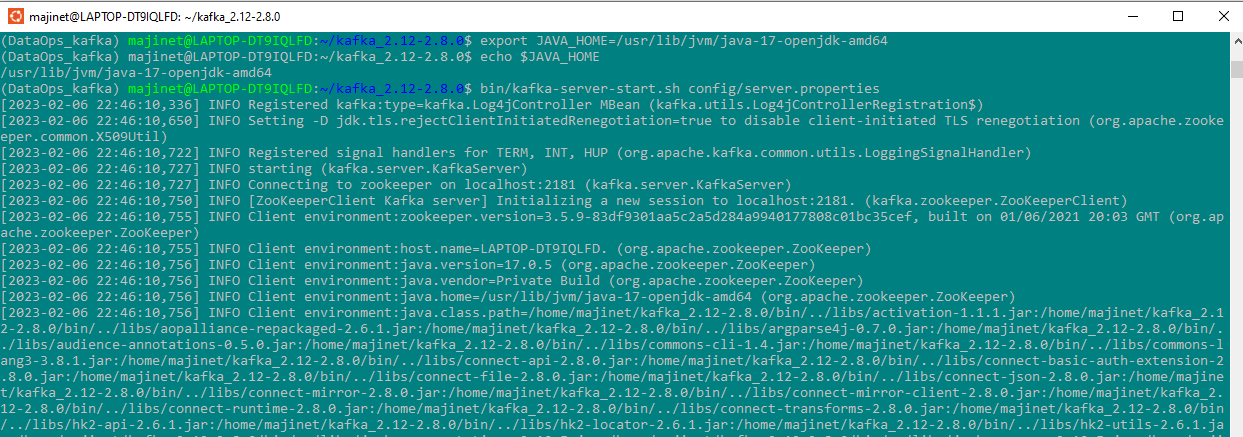 majinet@LAPTOP-DT9IQLFD: ~/kafka_2.12-2.8.0
(DataOps_kafka) majinet@LAPTOP-DT9IQLFD:~/kafka_2.12-2.8.0$ export JAVA_HOME=/usr/lib/jvm/java-17-openjdk-amd64
(DataOps_kafka) majinet@LAPTOP-DT9IQLFD:~/kafka_2.12-2.8.0$ echo $JAVA_HOME
/usr/lib/jvm/java-17-openjdk-amd64
(DataOps_kafka) majinet@LAPTOP-DT9IQLFD:~/kafka_2.12-2.8.0$ bin/kafka-server-start.sh config/server.properties
[2023-02-06 22:46:10,336] INFO Registered kafka:type=kafka.Log4jController MBean (kafka.utils.Log4jControllerRegistration$)
[2023-02-06 22:46:10,650] INFO Setting -D jdk.tls.rejectClientInitiatedRenegotiation=true to disable client-initiated TLS renegotiation (org.apache.zooke
eper.common.X509Util)
[2023-02-06 22:46:10,722] INFO Registered signal handlers for TERM, INT, HUP (org.apache.kafka.common.utils.LoggingSignalHandler)
[2023-02-06 22:46:10,727] INFO starting (kafka.server.KafkaServer)
[2023-02-06 22:46:10,727] INFO Connecting to zookeeper on localhost:2181 (kafka.server.KafkaServer)
[2023-02-06 22:46:10,750] INFO [ZooKeeperClient Kafka server] Initializing a new session to localhost:2181. (kafka.zookeeper.ZooKeeperClient)
[2023-02-06 22:46:10,755] INFO Client environment:zookeeper.version=3.5.9-83df9301aa5c2a5d284a9940177808c01bc35cef, built on 01/06/2021 20:03 GMT (org.ap
ache.zookeeper.ZooKeeper)
[2023-02-06 22:46:10,755] INFO Client environment:host.name=LAPTOP-DT9IQLFD. (org.apache.zookeeper.ZooKeeper)
[2023-02-06 22:46:10,756] INFO Client environment:java.version=17.0.5 (org.apache.zookeeper.ZooKeeper)
[2023-02-06 22:46:10,756] INFO Client environment:java.vendor=Private Build (org.apache.zookeeper.ZooKeeper)
[2023-02-06 22:46:10,756] INFO Client environment:java.home=/usr/lib/jvm/java-17-openjdk-amd64 (org.apache.zookeeper.ZooKeeper)
[2023-02-06 22:46:10,756] INFO Client environment:java.class.path=/home/majinet/kafka_2.12-2.8.0/bin/../libs/activation-1.1.1.jar:/home/majinet/kafka_2.1
2-2.8.0/bin/../libs/aopalliance-repackaged-2.6.1.jar:/home/majinet/kafka_2.12-2.8.0/bin/../libs/argparse4j-0.7.0.jar:/home/majinet/kafka_2.12-2.8.0/bin/.
./libs/audience-annotations-0.5.0.jar:/home/majinet/kafka_2.12-2.8.0/bin/../libs/commons-cli-1.4.jar:/home/majinet/kafka_2.12-2.8.0/bin/../libs/commons-l
ang3-3.8.1.jar:/home/majinet/kafka_2.12-2.8.0/bin/../libs/connect-api-2.8.0.jar:/home/majinet/kafka_2.12-2.8.0/bin/../libs/connect-basic-auth-extension-2
.8.0.jar:/home/majinet/kafka_2.12-2.8.0/bin/../libs/connect-file-2.8.0.jar:/home/majinet/kafka_2.12-2.8.0/bin/../libs/connect-json-2.8.0.jar:/home/majine
t/kafka_2.12-2.8.0/bin/../libs/connect-mirror-2.8.0.jar:/home/majinet/kafka_2.12-2.8.0/bin/../libs/connect-mirror-client-2.8.0.jar:/home/majinet/kafka_2.
12-2.8.0/bin/../libs/connect-runtime-2.8.0.jar:/home/majinet/kafka_2.12-2.8.0/bin/../libs/connect-transforms-2.8.0.jar:/home/majinet/kafka_2.12-2.8.0/bin
/../libs/hk2-api-2.6.1.jar:/home/majinet/kafka_2.12-2.8.0/bin/../libs/hk2-locator-2.6.1.jar:/home/majinet/kafka_2.12-2.8.0/bin/../libs/hk2-utils-2.6.1.ja